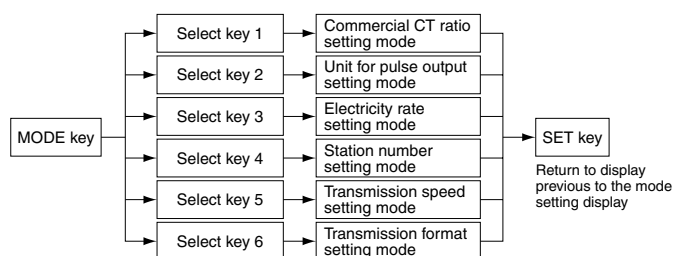 MODE key
Select key 1
Commercial CT ratio
setting mode
Select key 2
Unit for pulse output
setting mode
Select key 3
Electricity rate
setting mode
Select key 4
Station number
setting mode
Select key 5
Transmission speed
setting mode
Select key 6
Transmission format
setting mode
SET key
Return to display
previous to the mode
setting display